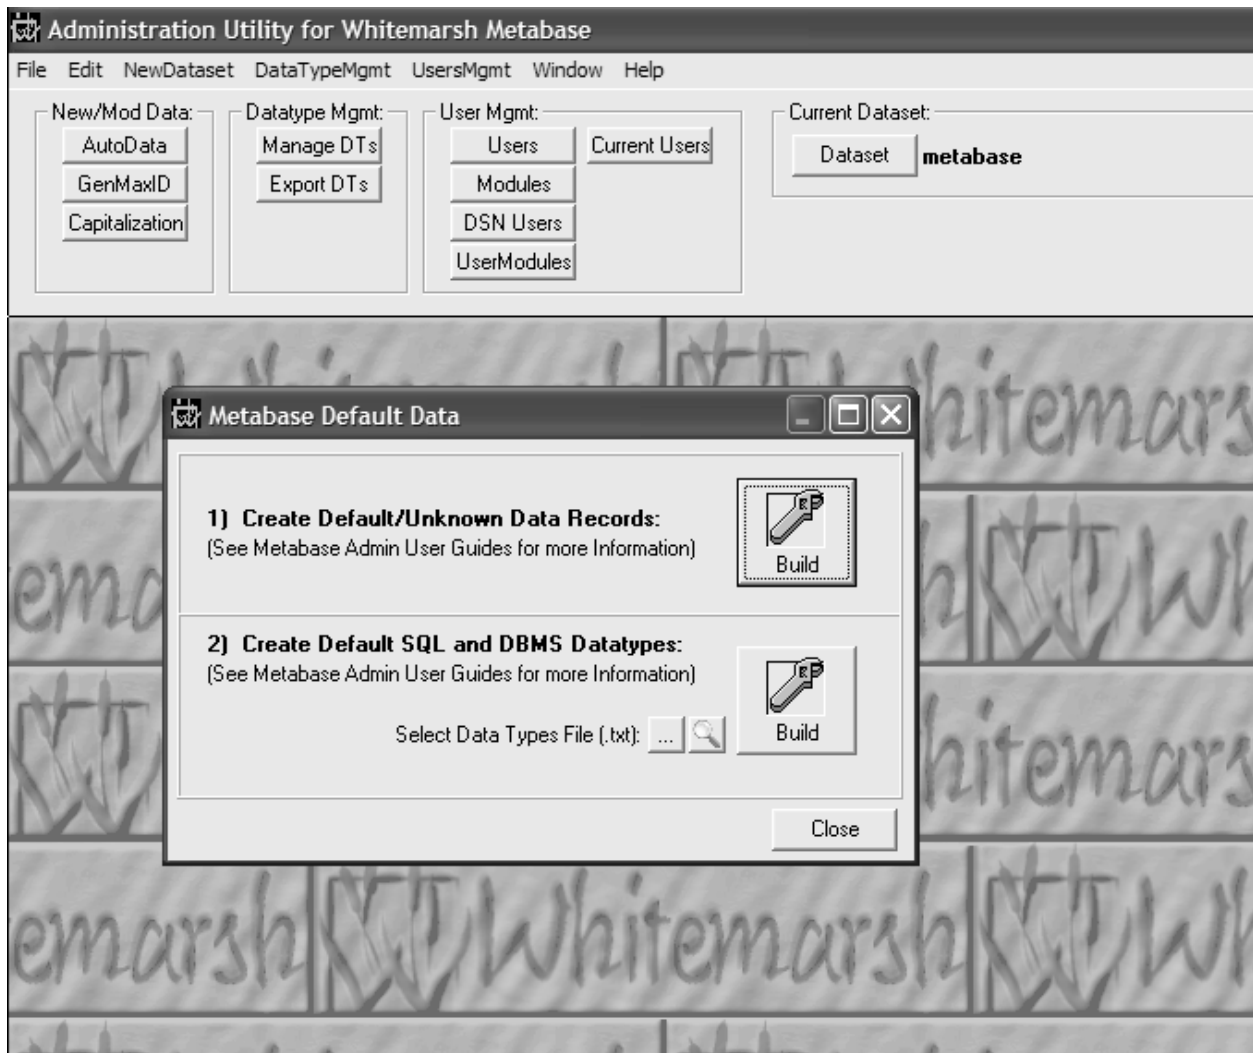 Administration Utility for Whitemarsh Metabase
File Edit NewDataset DataTypeMgmt UsersMgmt Window Help
New/Mod Data: Datatype Mgmt: User Mgmt: Current Dataset:
AutoData Manage DTs Users Current Users Dataset metabase
GenMaxID Export DTs Modules
Capitalization DSN Users
UserModules
Whitemarsh
Metabase Default Data
1) Create Default/Unknown Data Records:
(See Metabase Admin User Guides for more Information)
Build
2) Create Default SQL and DBMS Datatypes:
(See Metabase Admin User Guides for more Information)
Select Data Types File (.txt): ... Build
Close
emarsh Whitemarsh Wh